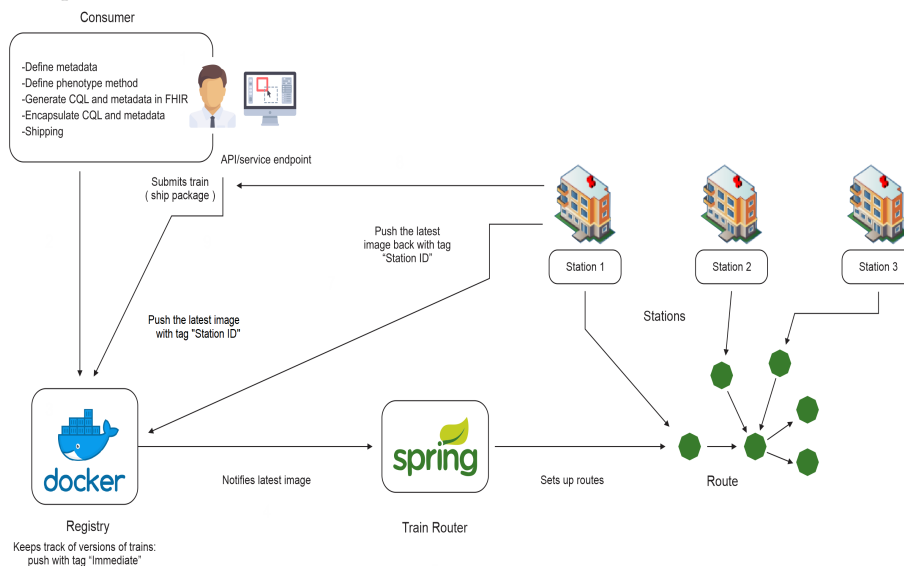 Consumer
-Define metadata
-Define phenotype method
-Generate CQL and metadata in FHIR
-Encapsulate CQL and metadata
-Shipping
API/service endpoint
Submits train
( ship package )
Push the latest
image back with tag
“Station ID”
Station 1
Station 2
Station 3
Stations
Push the latest image
with tag "Station ID"
docker
Notifies latest image
spring
Sets up routes
Route
Registry
Train Router
Keeps track of versions of trains:
push with tag “Immediate”